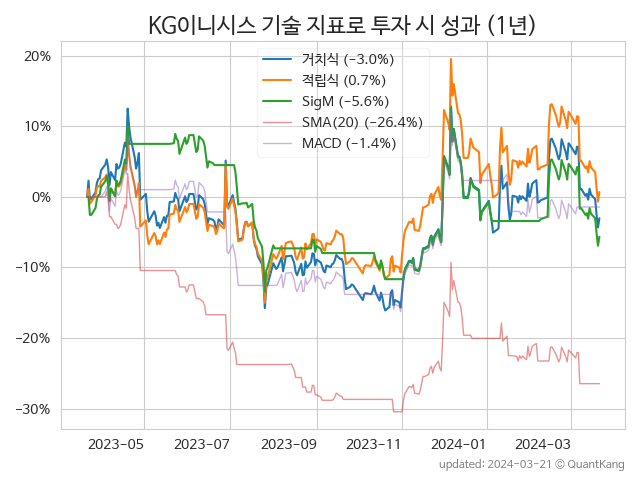 KG이니시스 기술 지표로 투자 시 성과 (1년)
거치식 (−3.0%)
적립식 (0.7%)
SigM (−5.6%)
SMA(20) (−26.4%)
MACD (−1.4%)
20%
10%
0%
−10%
−20%
−30%
2023−05 2023−07 2023−09 2023−11 2024−01 2024−03
updated: 2024−03−21 © QuantKang